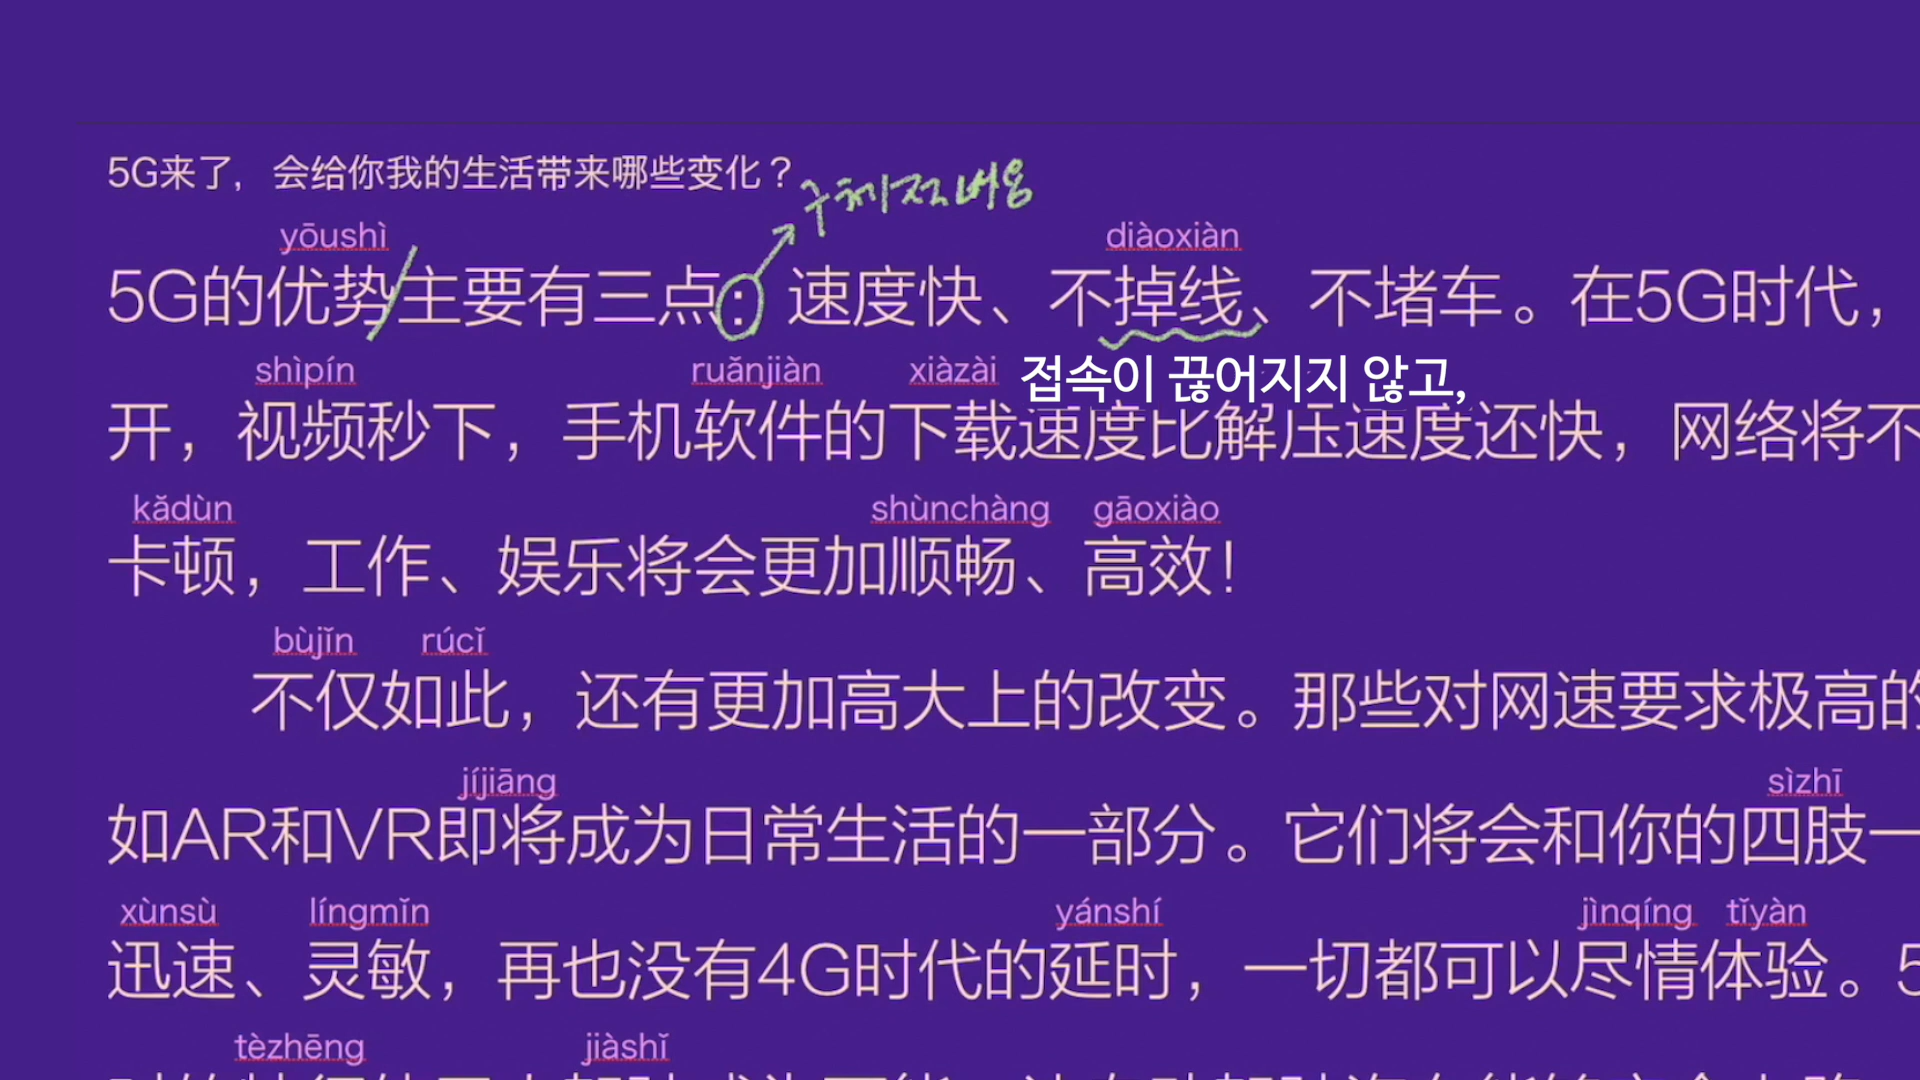 5G来了，会给你我的生活带来哪些变化？
구체적 내용
yōushì diàoxiàn
5G的优势/主要有三点：速度快、不掉线、不堵车。在5G时代，
shìpín ruǎnjiàn xiàzài 접속이 끊어지지 않고,
开，视频秒下，手机软件的下载速度比解压速度还快，网络将不
kǎdùn shùnchàng gāoxiào
卡顿，工作、娱乐将会更加顺畅、高效！
bùjǐn rúcǐ
不仅如此，还有更加高大上的改变。那些对网速要求极高的
jíjiāng sìzhī
如AR和VR即将成为日常生活的一部分。它们将会和你的四肢一
xùnsù língmǐn yánshí jìnqíng tǐyàn
迅速、灵敏，再也没有4G时代的延时，一切都可以尽情体验。5
tèzhēng jiàshǐ